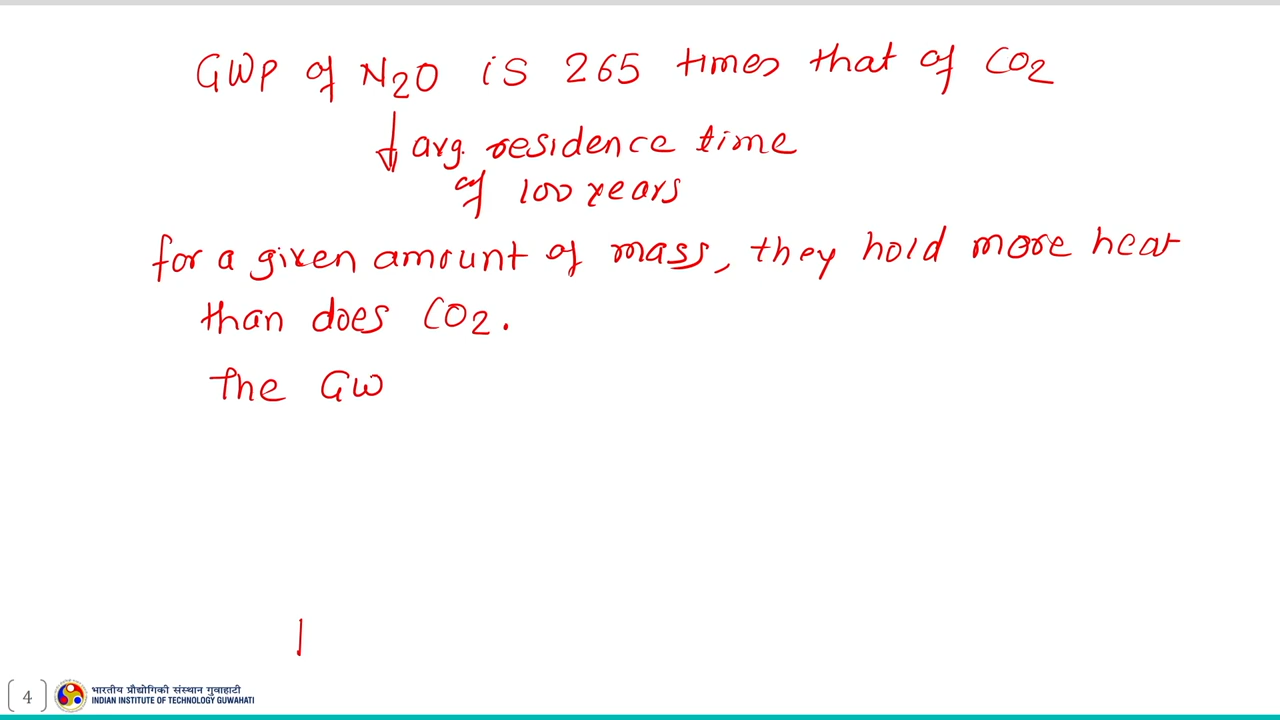 GWP of N2O is 265 times that of CO2
avg. residence time
of 100 years
for a given amount of mass, they hold more heat
than does CO2.
The GW
4
भारतीय प्रौद्योगिकी संस्थान गुवाहाटी
INDIAN INSTITUTE OF TECHNOLOGY GUWAHATI